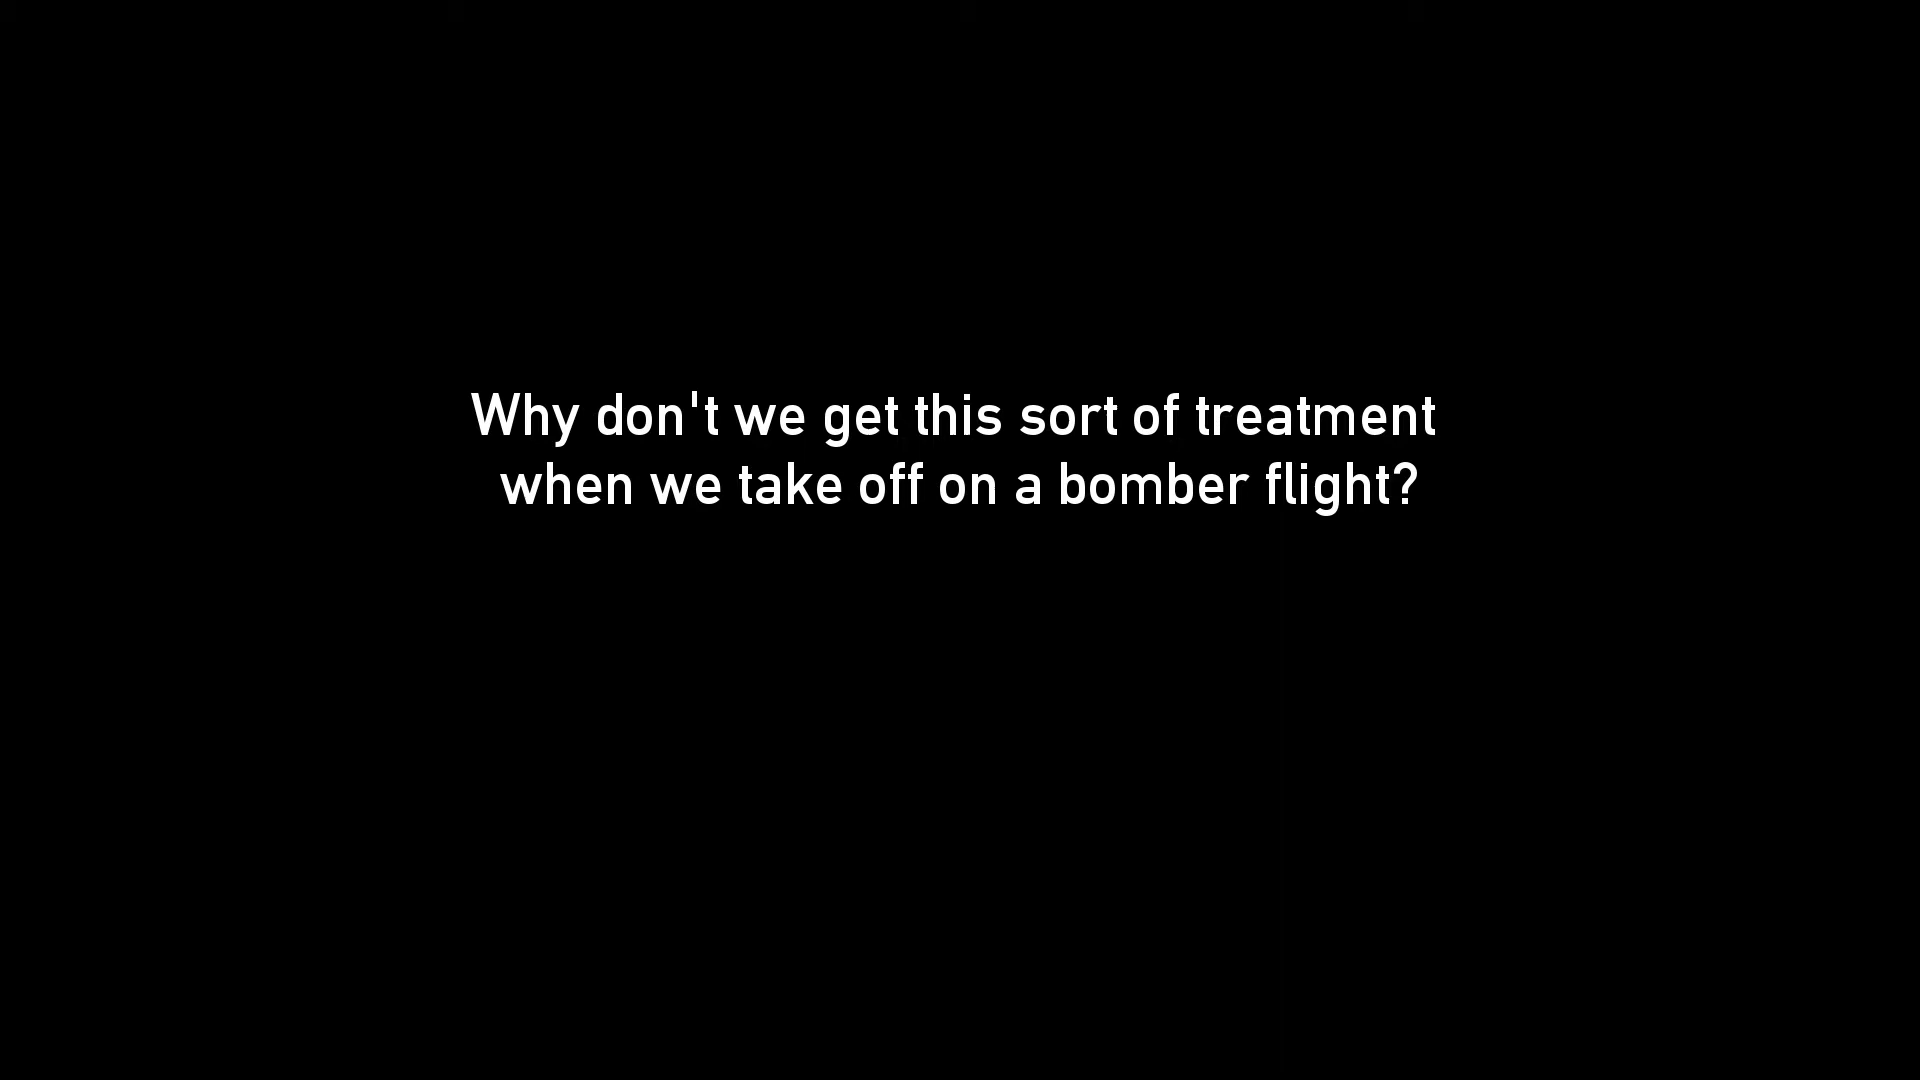 Why don't we get this sort of treatment
when we take off on a bomber flight?